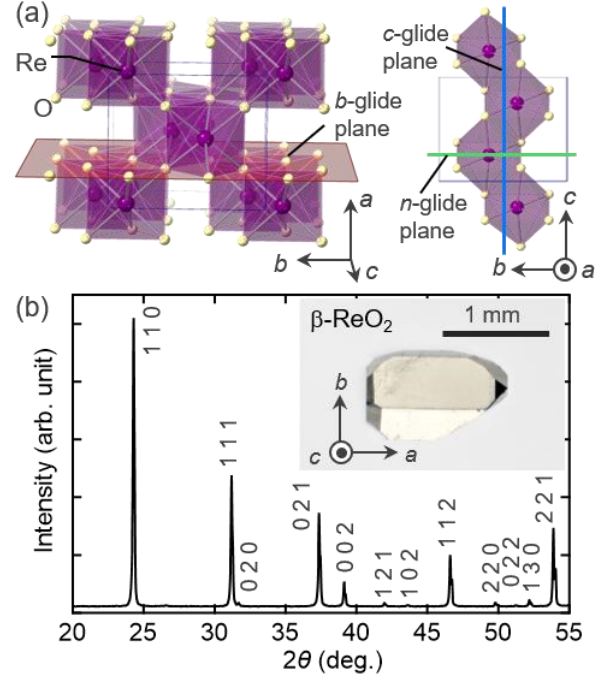 (a)
Re
O
b-glide
plane
a
b
c
c-glide
plane
n-glide
plane
c
b
a
(b)
β-ReO₂
1 mm
b
c
a
1 1 0
1 1 1
0 2 0
0 2 1
0 0 2
1 2 1
1 0 2
1 1 2
2 2 0
0 2 2
1 3 0
2 2 1
Intensity (arb. unit)
20 25 30 35 40 45 50 55
2θ (deg.)